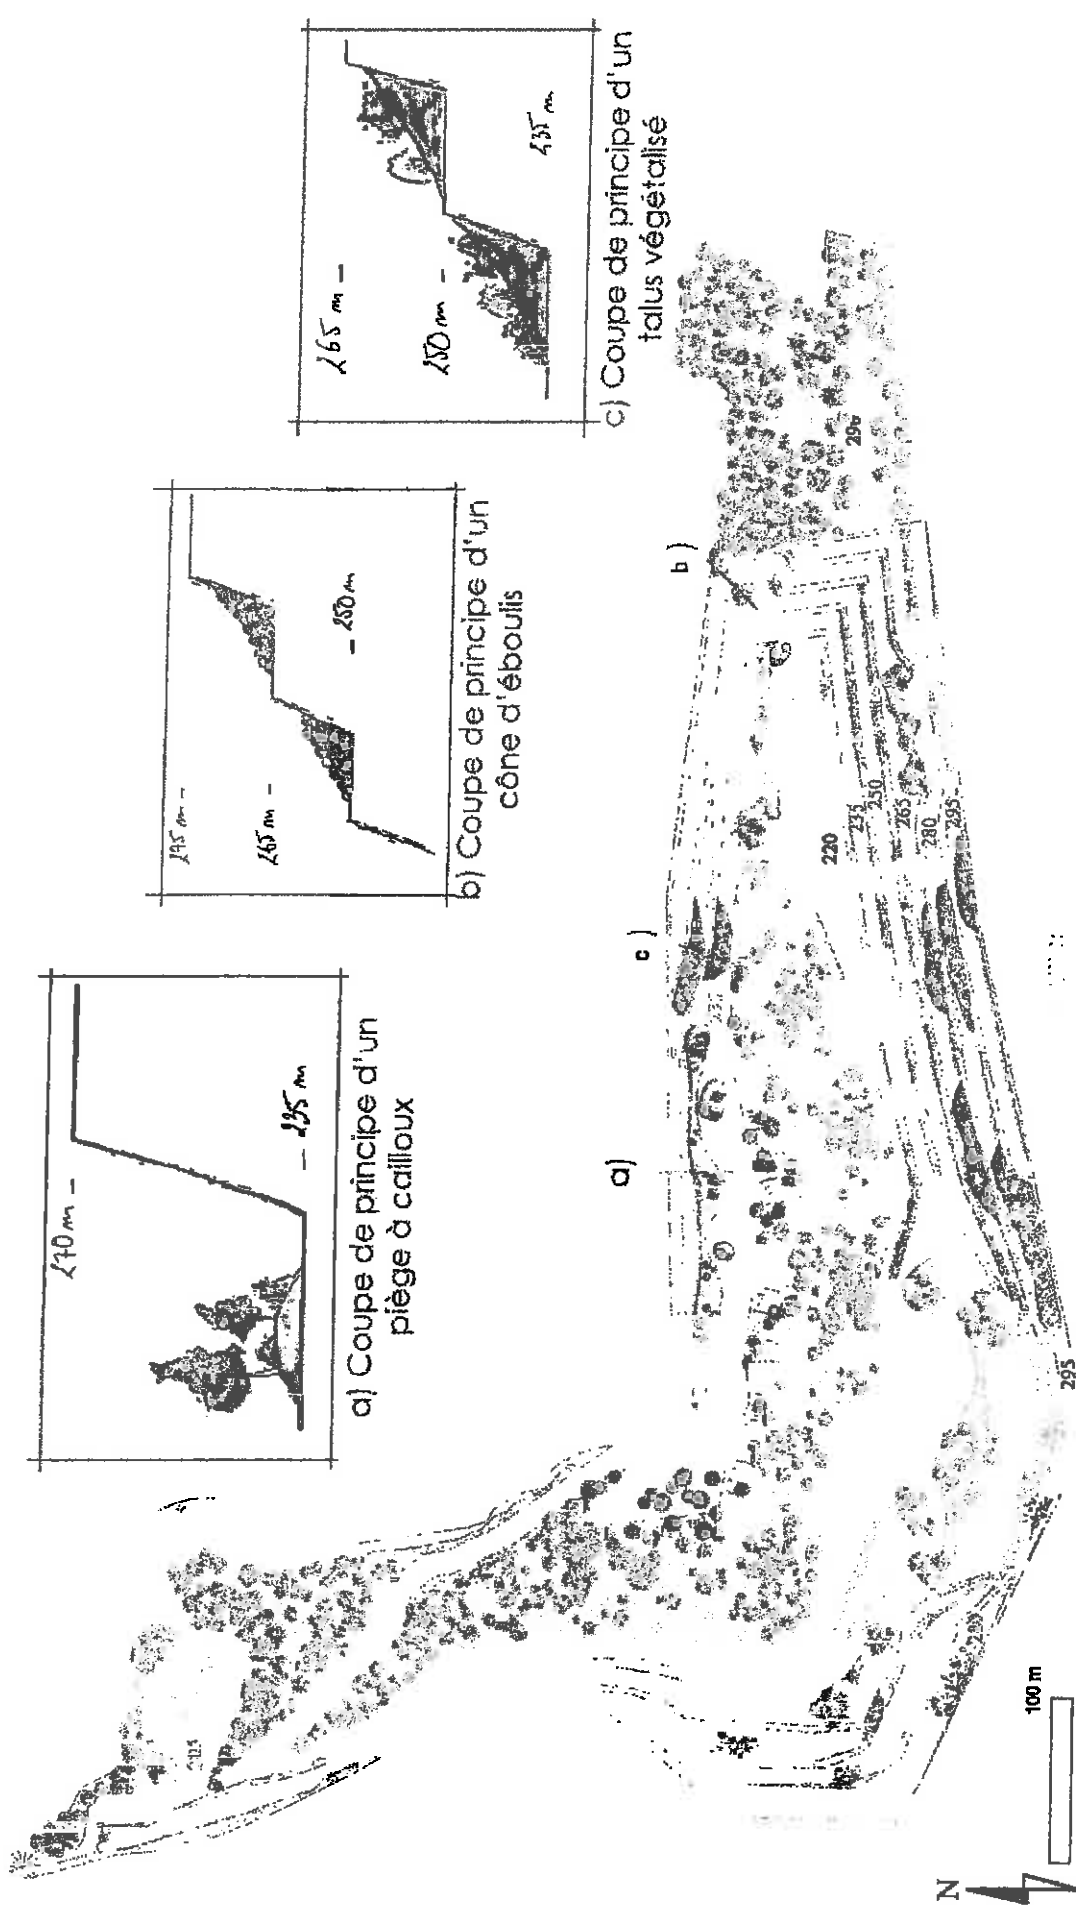 270 m
235 m
a) Coupe de principe d'un
piège à cailloux
265 m
250 m
b) Coupe de principe d'un
cône d'éboulis
265 m
250 m
235 m
c) Coupe de principe d'un
talus végétalisé
a)
c)
b)
220
235
250
265
280
295
290
295
N
100 m